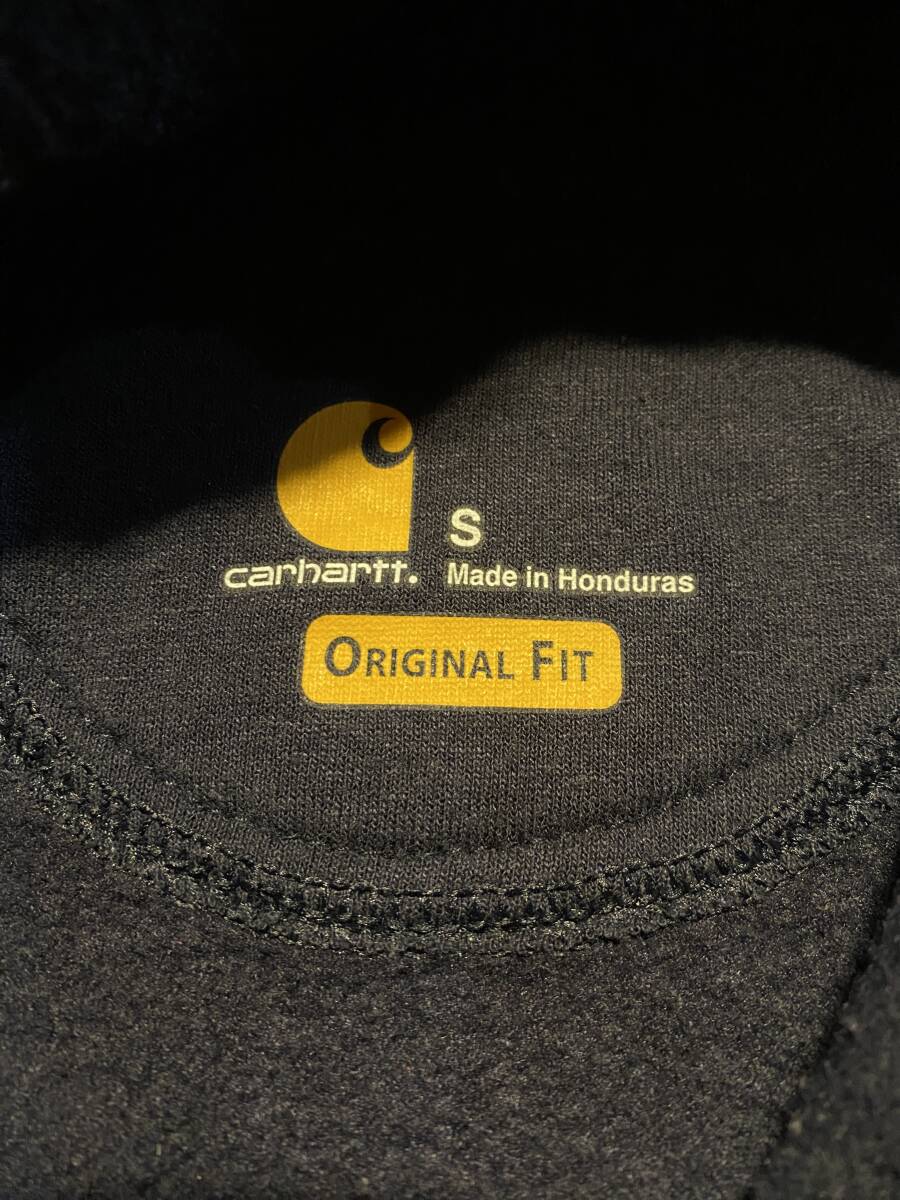 S
carhartt.
Made in Honduras
ORIGINAL FIT